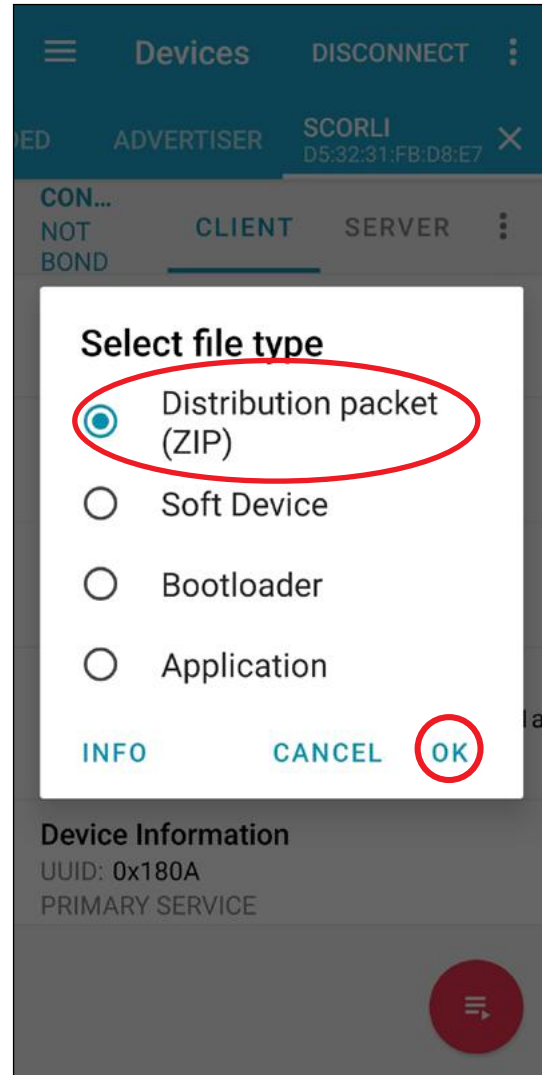 Devices DISCONNECT
DED ADVERTISER SCORLI
D5:32:31:FB:D8:E7
CON...
NOT CLIENT SERVER
BOND
Select file type
Distribution packet
(ZIP)
Soft Device
Bootloader
Application
INFO CANCEL OK
Device Information
UUID: 0x180A
PRIMARY SERVICE